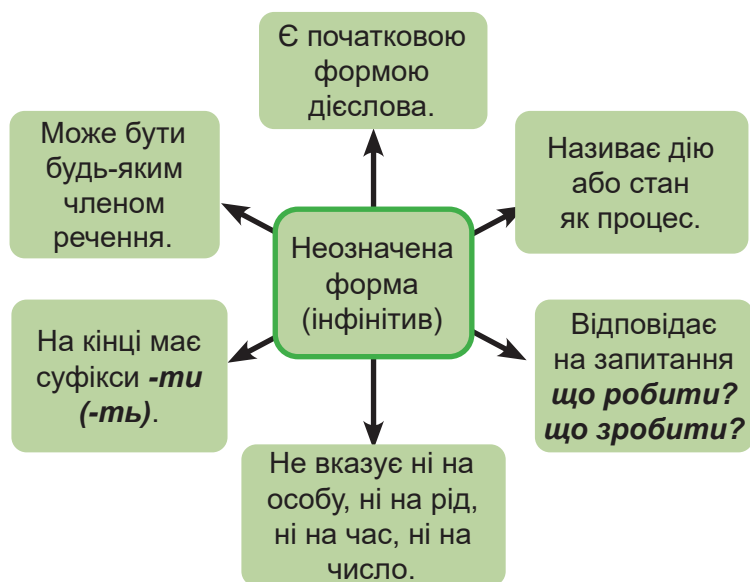 Є початковою
формою
дієслова.
Може бути
будь-яким
членом
речення.
Називає дію
або стан
як процес.
Неозначена
форма
(інфінітив)
На кінці має
суфікси -ти
(-ть).
Відповідає
на запитання
що робити?
що зробити?
Не вказує ні на
особу, ні на рід,
ні на час, ні на
число.